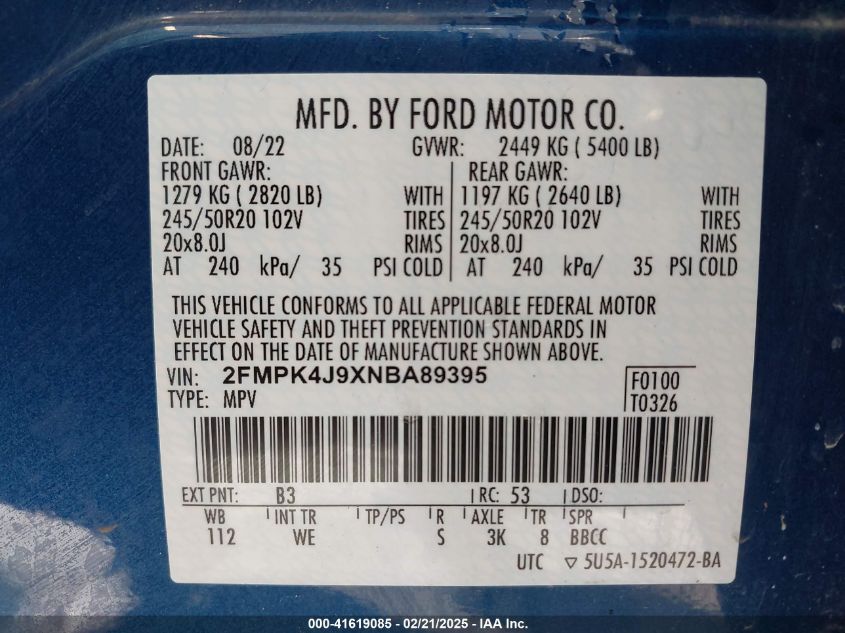 MFD. BY FORD MOTOR CO.
DATE: 08/22 GVWR: 2449 KG ( 5400 LB)
FRONT GAWR: REAR GAWR:
1279 KG ( 2820 LB) WITH 1197 KG ( 2640 LB) WITH
245/50R20 102V TIRES 245/50R20 102V TIRES
20x8.0J RIMS 20x8.0J RIMS
AT 240 kPa/ 35 PSI COLD AT 240 kPa/ 35 PSI COLD
THIS VEHICLE CONFORMS TO ALL APPLICABLE FEDERAL MOTOR
VEHICLE SAFETY AND THEFT PREVENTION STANDARDS IN
EFFECT ON THE DATE OF MANUFACTURE SHOWN ABOVE.
VIN: 2FMPK4J9XNBA89395 F0100
TYPE: MPV T0326
EXT PNT: B3 RC: 53 DSO:
WB INT TR TP/PS R AXLE TR SPR
112 WE S 3K 8 BBCC
UTC ▽ 5U5A-1520472-BA
000-41619085 - 02/21/2025 - IAA Inc.